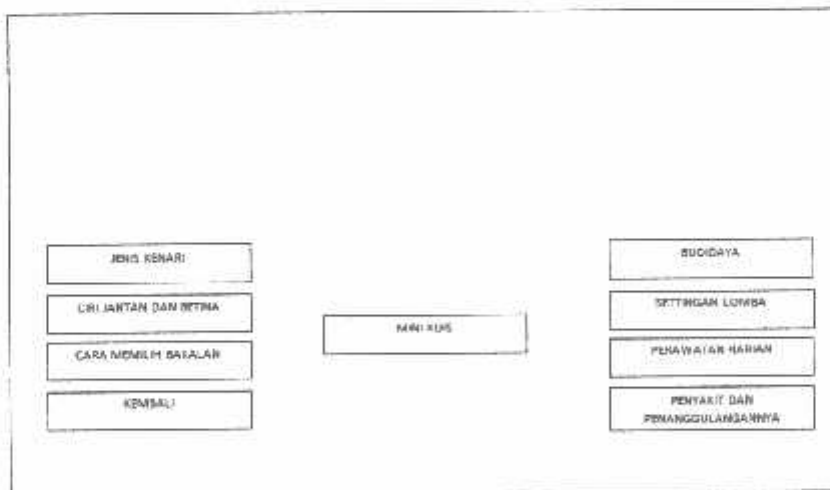 JENIS KENARI
CIRI JANTAN DAN BETINA
CARA MEMILIH BAKALAN
KEMBALI
MINI KUIS
BUDIDAYA
SETTINGAN LOMBA
PERAWATAN HARIAN
PENYAKIT DAN
PENANGGULANGANNYA